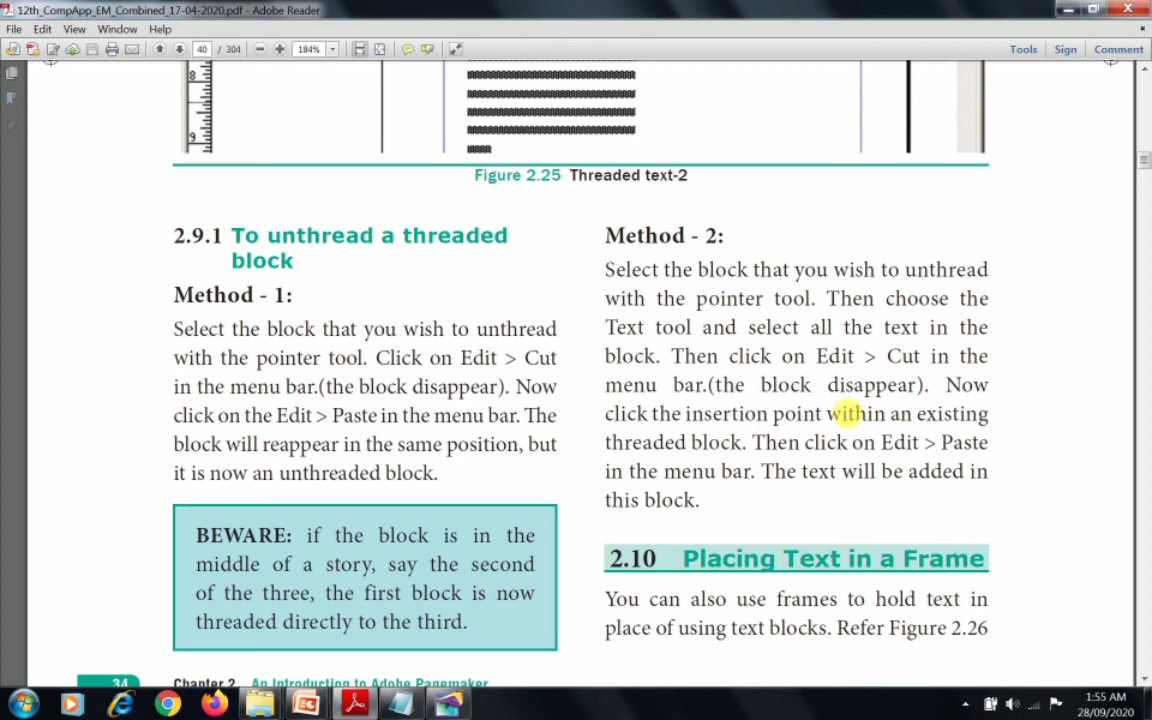 12th_CompApp_EM_Combined_17-04-2020.pdf - Adobe Reader
File Edit View Window Help
40 / 304 184% Tools Sign Comment
8
9
Figure 2.25 Threaded text-2
2.9.1 To unthread a threaded
block
Method - 1:
Select the block that you wish to unthread
with the pointer tool. Click on Edit > Cut
in the menu bar.(the block disappear). Now
click on the Edit > Paste in the menu bar. The
block will reappear in the same position, but
it is now an unthreaded block.
BEWARE: if the block is in the
middle of a story, say the second
of the three, the first block is now
threaded directly to the third.
Method - 2:
Select the block that you wish to unthread
with the pointer tool. Then choose the
Text tool and select all the text in the
block. Then click on Edit > Cut in the
menu bar.(the block disappear). Now
click the insertion point within an existing
threaded block. Then click on Edit > Paste
in the menu bar. The text will be added in
this block.
2.10 Placing Text in a Frame
You can also use frames to hold text in
place of using text blocks. Refer Figure 2.26
34 Chapter 2 An Introduction to Adobe Pagemaker
1:55 AM
28/09/2020